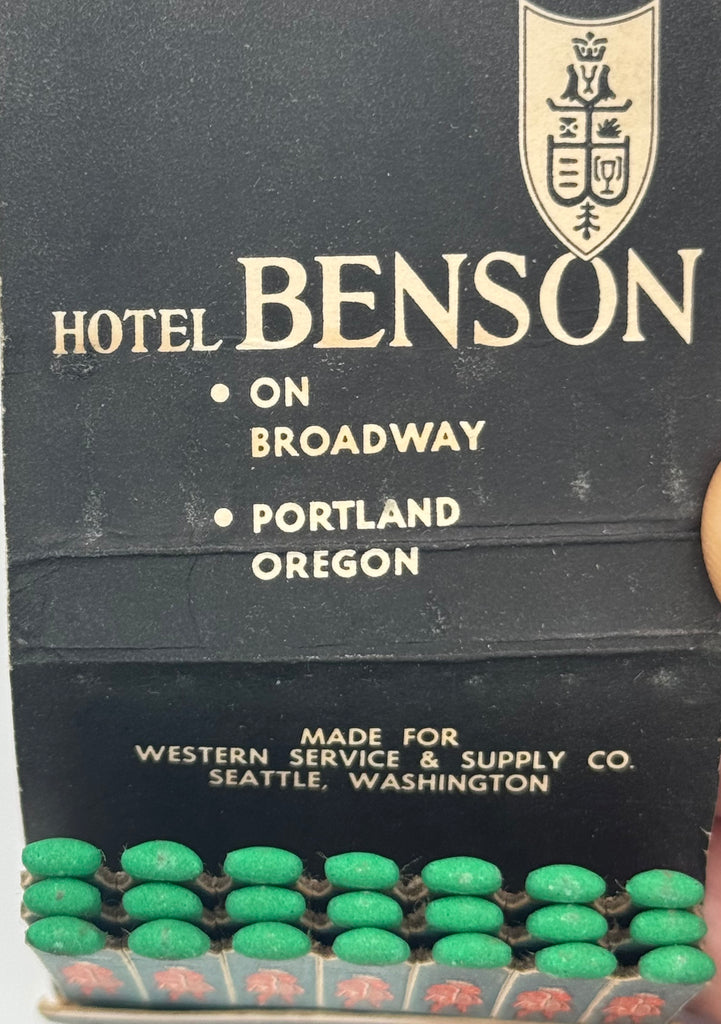 HOTEL BENSON
• ON
BROADWAY
• PORTLAND
OREGON
MADE FOR
WESTERN SERVICE & SUPPLY CO.
SEATTLE, WASHINGTON